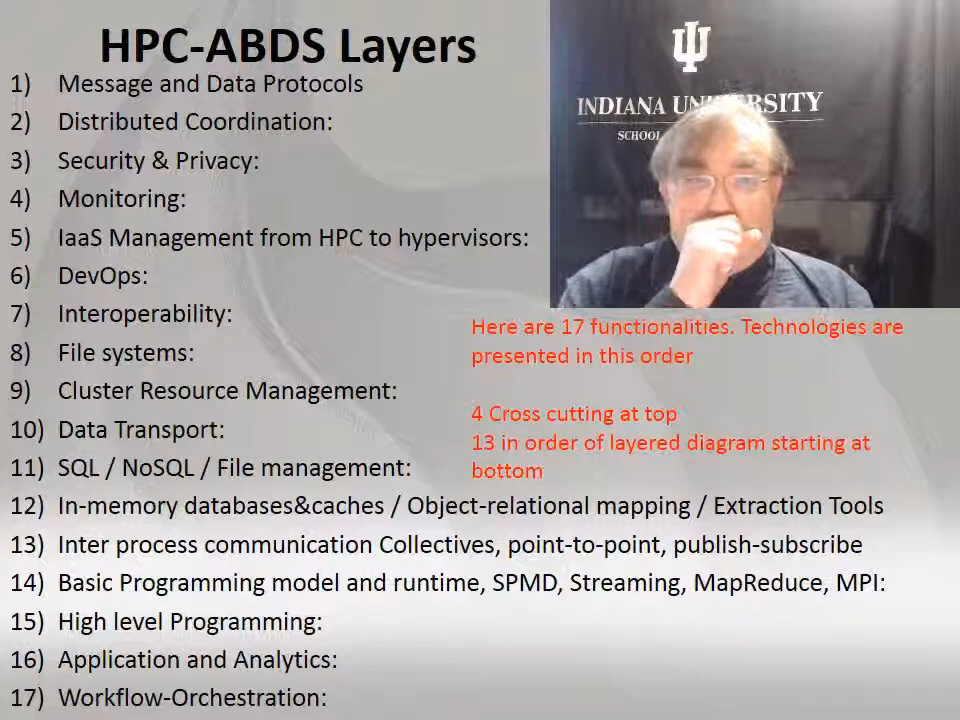 HPC-ABDS Layers
1) Message and Data Protocols
2) Distributed Coordination:
3) Security & Privacy:
4) Monitoring:
5) IaaS Management from HPC to hypervisors:
6) DevOps:
7) Interoperability:
8) File systems:
9) Cluster Resource Management:
10) Data Transport:
11) SQL / NoSQL / File management:
12) In-memory databases&caches / Object-relational mapping / Extraction Tools
13) Inter process communication Collectives, point-to-point, publish-subscribe
14) Basic Programming model and runtime, SPMD, Streaming, MapReduce, MPI:
15) High level Programming:
16) Application and Analytics:
17) Workflow-Orchestration:
INDIANA UNIVERSITY
SCHOOL
Here are 17 functionalities. Technologies are
presented in this order
4 Cross cutting at top
13 in order of layered diagram starting at
bottom